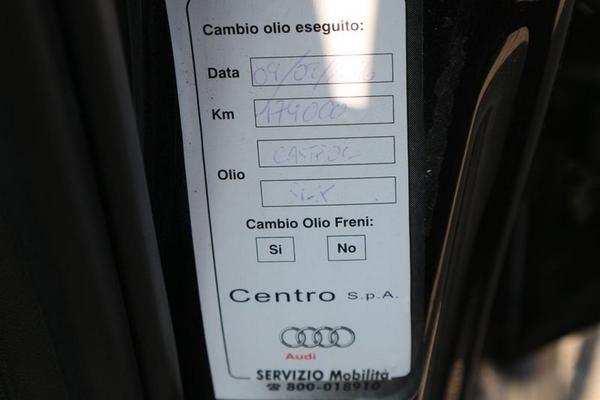 Cambio olio eseguito:
Data
Km 174000
CASTROL
Olio
SLX
Cambio Olio Freni:
Si No
Centro S.p.A.
Audi
SERVIZIO Mobilità
☎ 800-018910